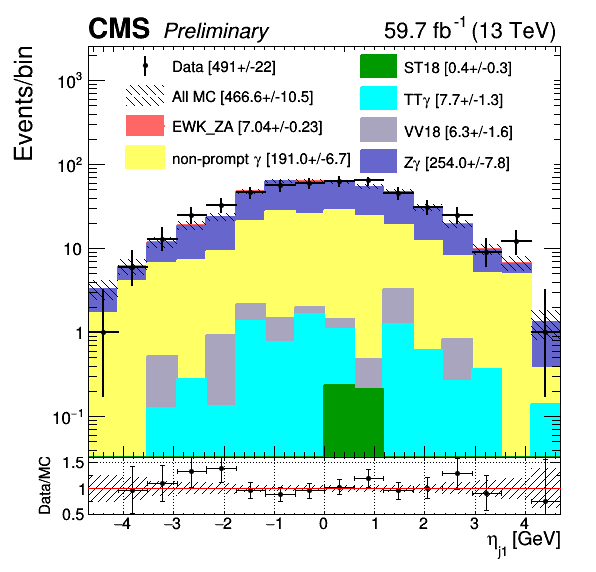 CMS Preliminary 59.7 fb⁻¹ (13 TeV)
Events/bin
Data [491+/-22]
All MC [466.6+/-10.5]
EWK_ZA [7.04+/-0.23]
non-prompt γ [191.0+/-6.7]
ST18 [0.4+/-0.3]
TTγ [7.7+/-1.3]
VV18 [6.3+/-1.6]
Zγ [254.0+/-7.8]
10³
10²
10
1
10⁻¹
Data/MC
1.5
1
0.5
−4 −3 −2 −1 0 1 2 3 4
η_j1 [GeV]